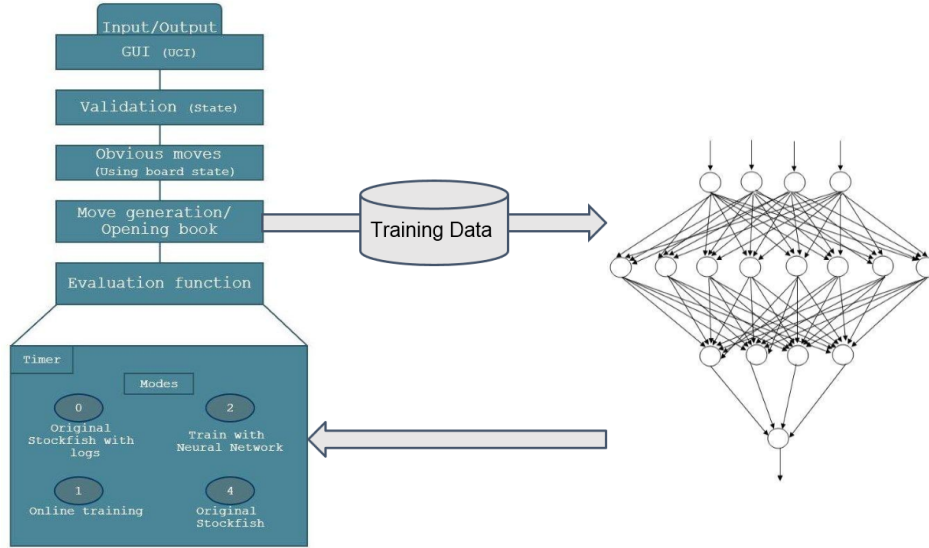 Input/Output
GUI (UCI)
Validation (State)
Obvious moves
(Using board state)
Move generation/
Opening book
Training Data
Evaluation function
Timer
Modes
0
Original
Stockfish with
logs
2
Train with
Neural Network
1
Online training
4
Original
Stockfish